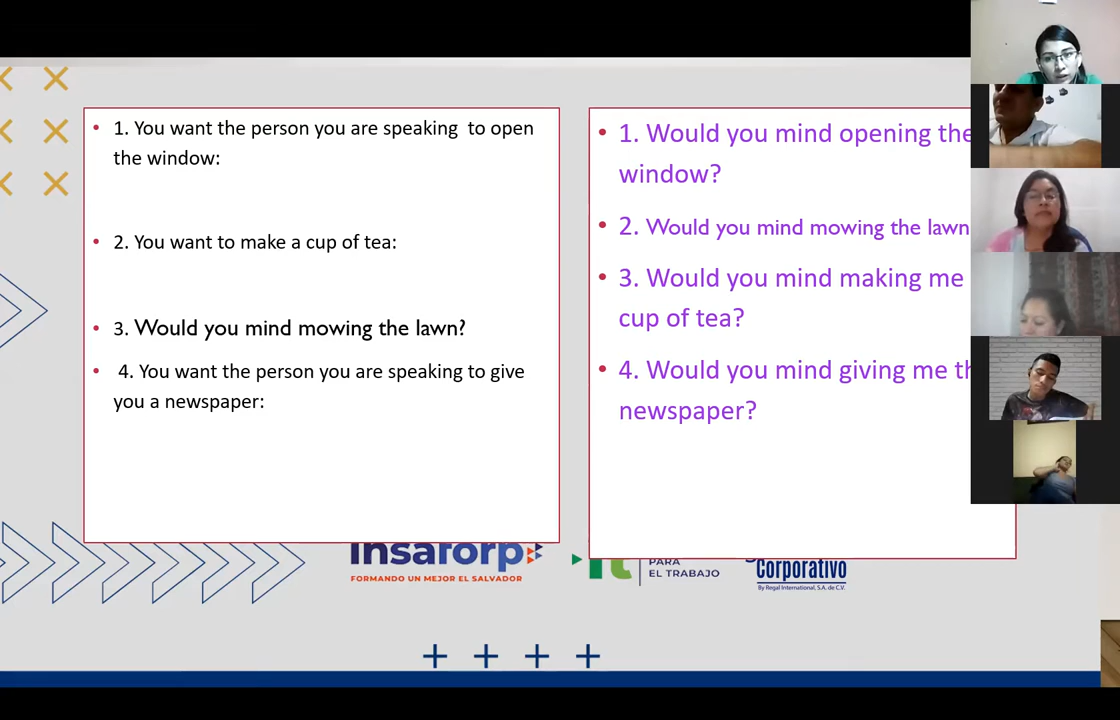 1. You want the person you are speaking to open
the window:
2. You want to make a cup of tea:
3. Would you mind mowing the lawn?
4. You want the person you are speaking to give
you a newspaper:
1. Would you mind opening the
window?
2. Would you mind mowing the lawn
3. Would you mind making me
cup of tea?
4. Would you mind giving me
newspaper?
Insaforp
FORMANDO UN MEJOR EL SALVADOR
PARA
EL TRABAJO
Corporativo
By Regal International, S.A. de C.V.